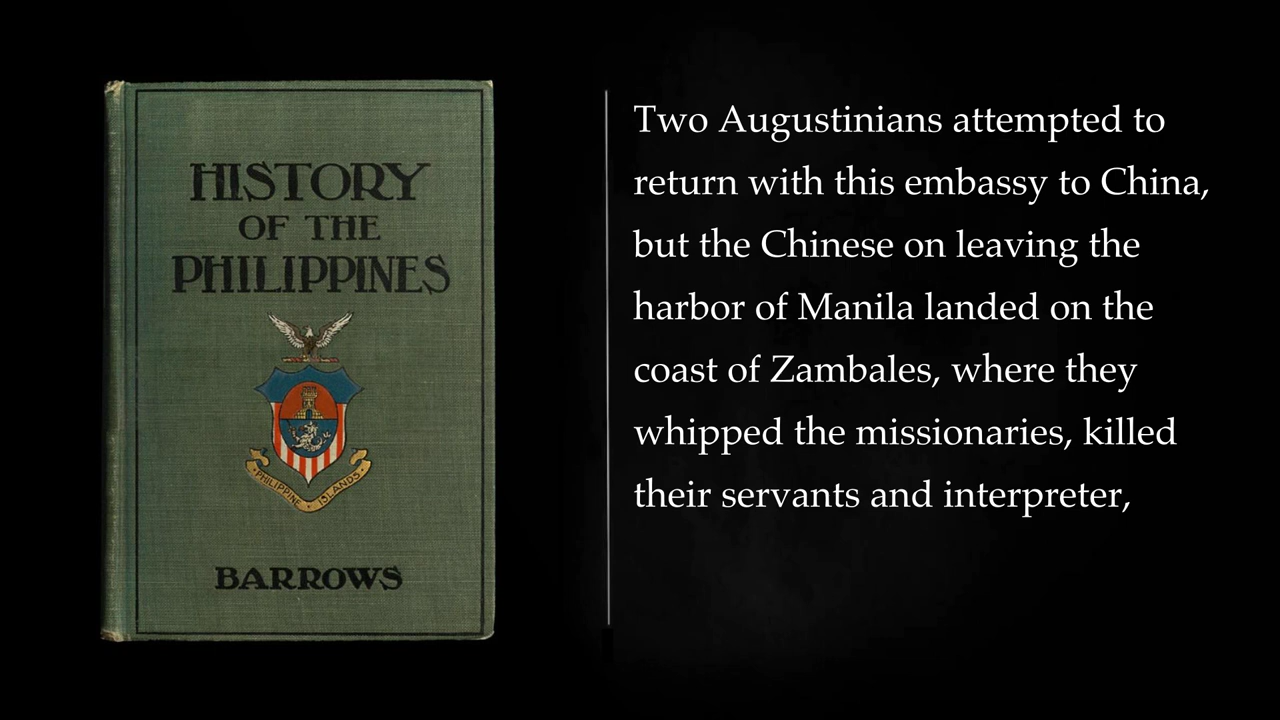 HISTORY
OF THE
PHILIPPINES
PHILIPPINE ISLANDS
BARROWS
Two Augustinians attempted to
return with this embassy to China,
but the Chinese on leaving the
harbor of Manila landed on the
coast of Zambales, where they
whipped the missionaries, killed
their servants and interpreter,